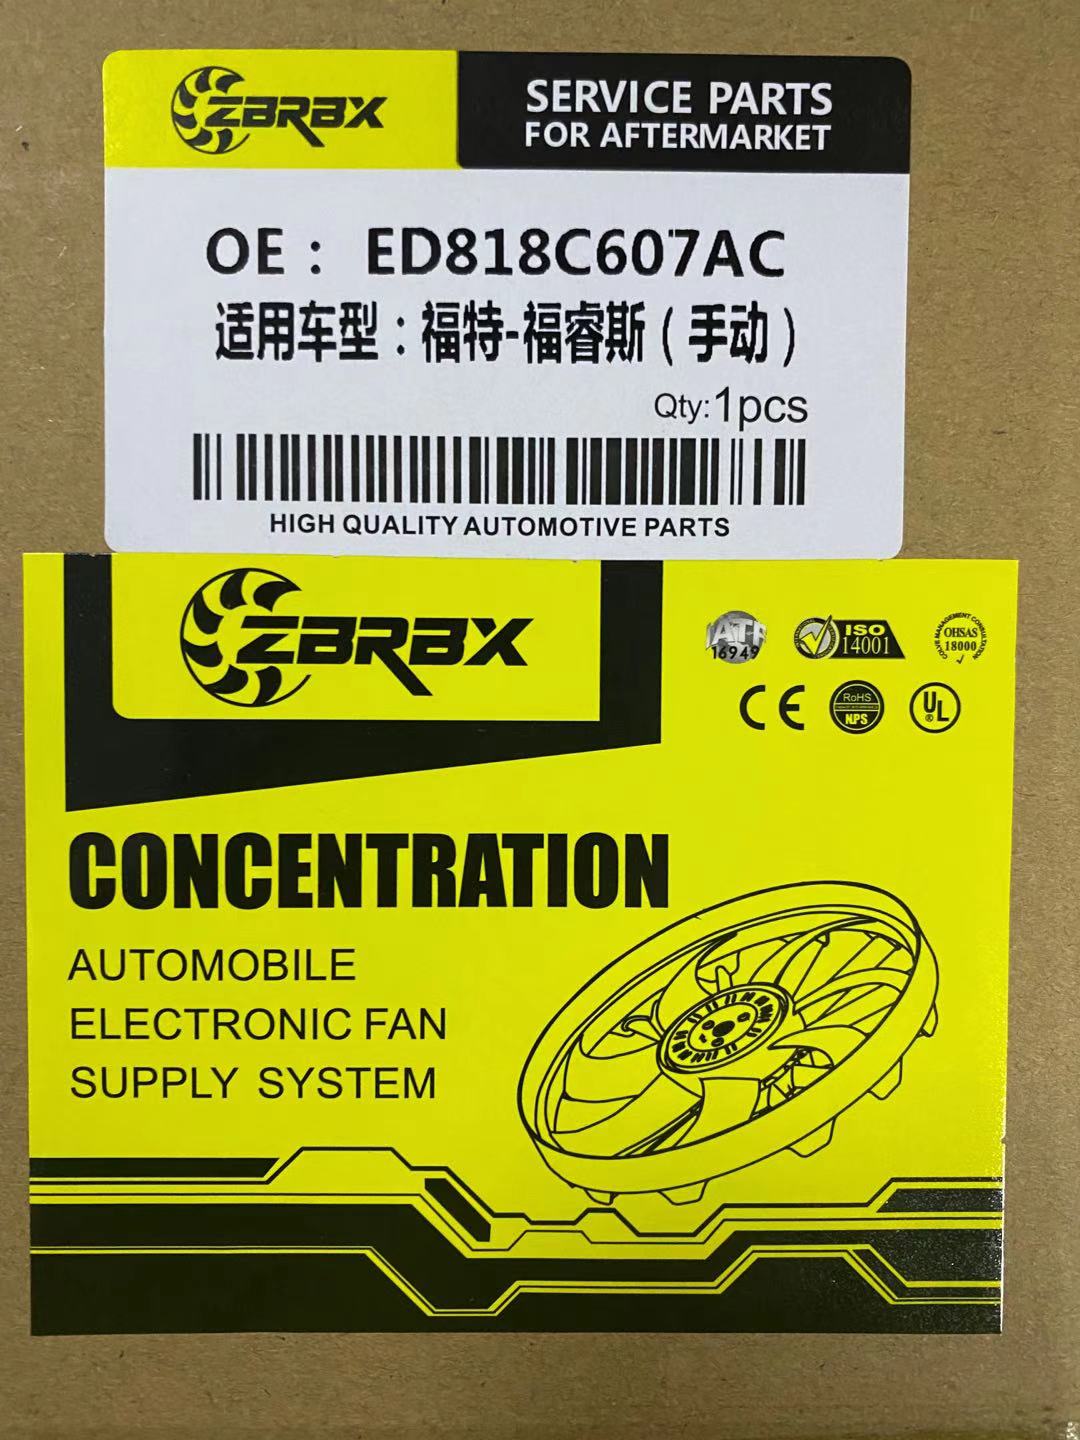 ZBRBX
SERVICE PARTS
FOR AFTERMARKET
OE： ED818C607AC
适用车型：福特-福睿斯（手动）
Qty:1pcs
HIGH QUALITY AUTOMOTIVE PARTS
ZBRBX
IATF
16949
ISO
14001
OHSAS
18000
CE
RoHS
NPS
UL
®
CONCENTRATION
AUTOMOBILE
ELECTRONIC FAN
SUPPLY SYSTEM